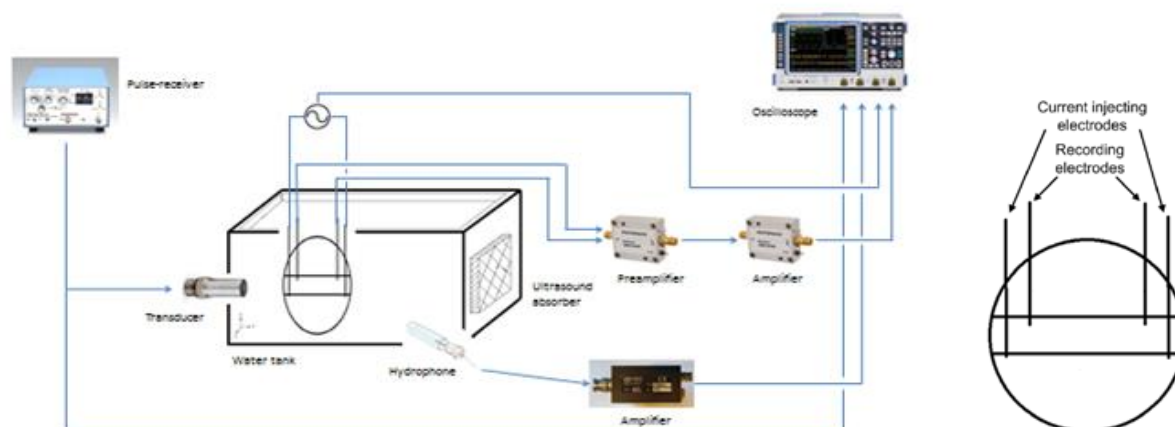 Pulse-receiver
Oscilloscope
Current injecting
electrodes
Recording
electrodes
Preamplifier
Amplifier
Ultrasound
absorber
Transducer
Water tank
Hydrophone
Amplifier